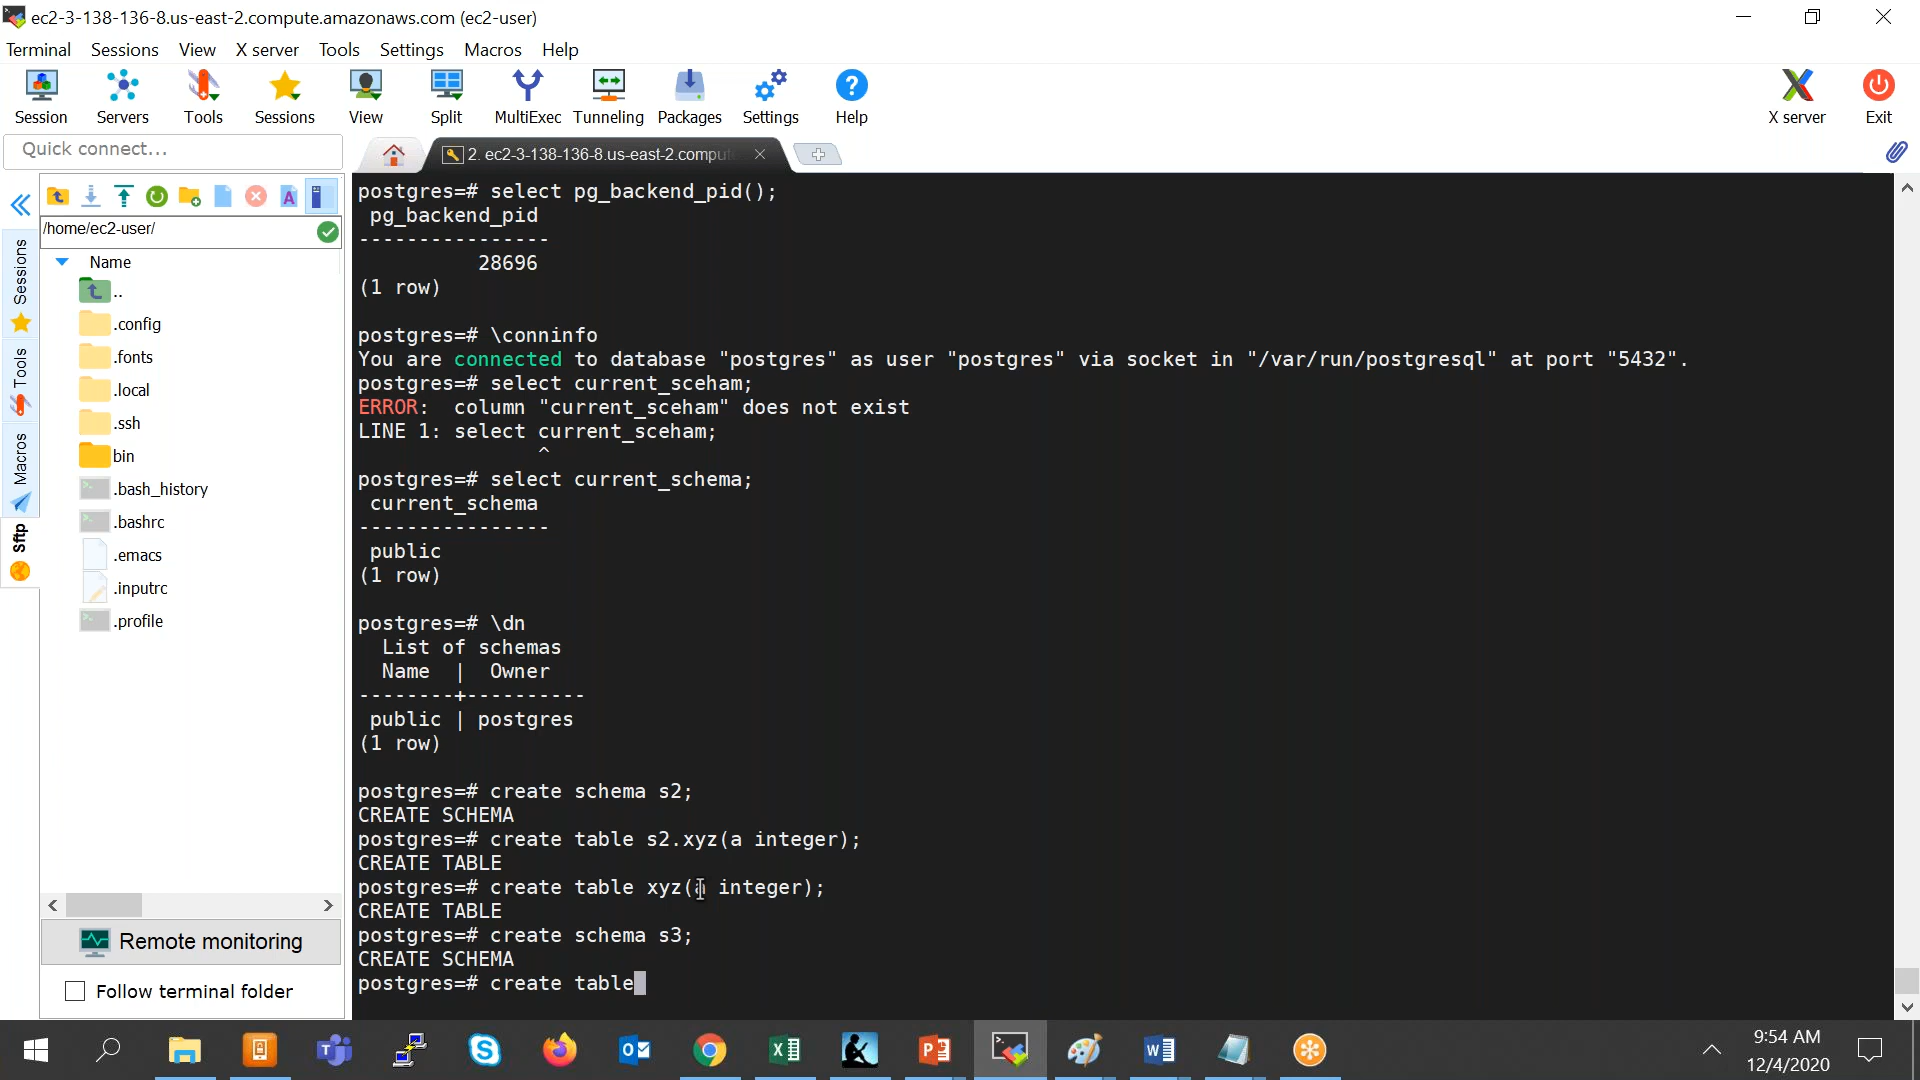 ec2-3-138-136-8.us-east-2.compute.amazonaws.com (ec2-user)
Terminal Sessions View X server Tools Settings Macros Help
Session Servers Tools Sessions View Split MultiExec Tunneling Packages Settings Help X server Exit
Quick connect...
2. ec2-3-138-136-8.us-east-2.comput
/home/ec2-user/
Name
..
.config
.fonts
.local
.ssh
bin
.bash_history
.bashrc
.emacs
.inputrc
.profile
Sessions
Tools
Macros
Sftp
Remote monitoring
Follow terminal folder
postgres=# select pg_backend_pid();
pg_backend_pid
----------------
28696
(1 row)
postgres=# \conninfo
You are connected to database "postgres" as user "postgres" via socket in "/var/run/postgresql" at port "5432".
postgres=# select current_sceham;
ERROR:  column "current_sceham" does not exist
LINE 1: select current_sceham;
^
postgres=# select current_schema;
current_schema
----------------
public
(1 row)
postgres=# \dn
List of schemas
Name | Owner
--------+----------
public | postgres
(1 row)
postgres=# create schema s2;
CREATE SCHEMA
postgres=# create table s2.xyz(a integer);
CREATE TABLE
postgres=# create table xyz(a integer);
CREATE TABLE
postgres=# create schema s3;
CREATE SCHEMA
postgres=# create table
9:54 AM
12/4/2020